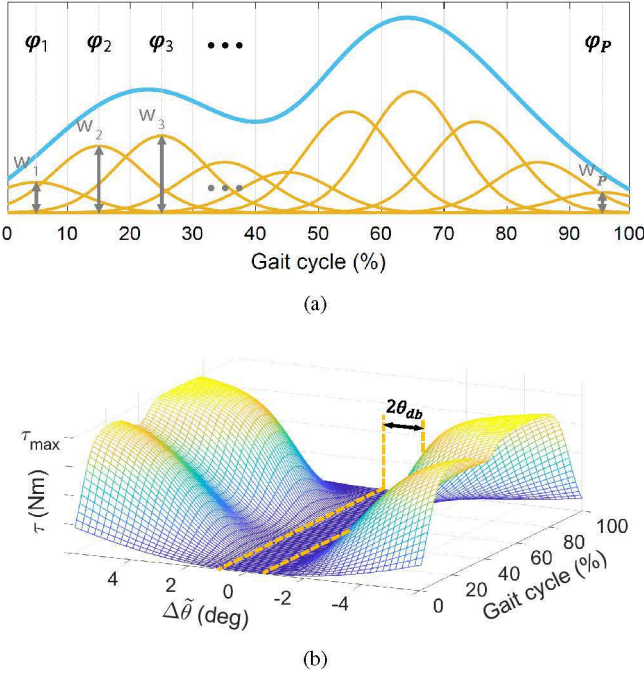 φ1 φ2 φ3 ••• φP
w1 w2 w3 ••• wP
0 10 20 30 40 50 60 70 80 90 100
Gait cycle (%)
(a)
2θdb
τmax
τ (Nm)
4 2 0 -2 -4
Δθ̃ (deg)
0 20 40 60 80 100
Gait cycle (%)
(b)